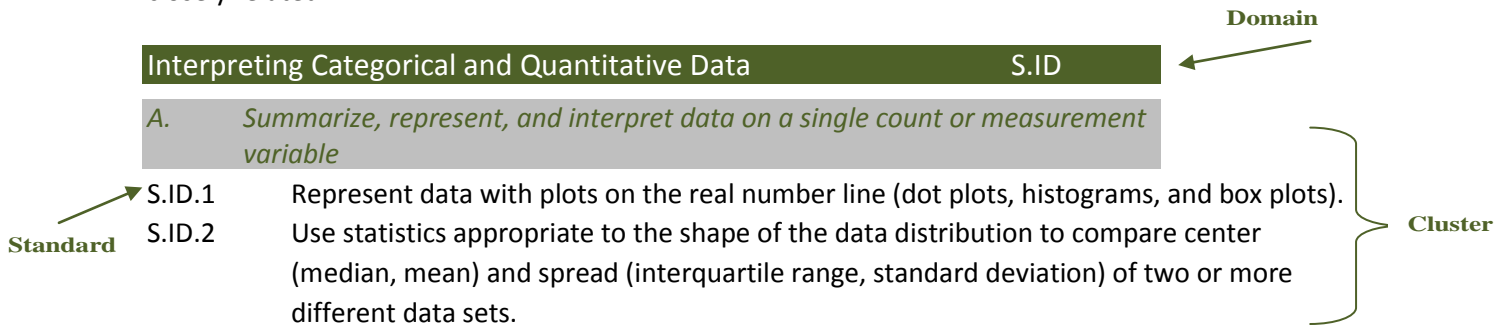 Domain
Interpreting Categorical and Quantitative Data S.ID
A. Summarize, represent, and interpret data on a single count or measurement
variable
S.ID.1 Represent data with plots on the real number line (dot plots, histograms, and box plots).
Standard
S.ID.2 Use statistics appropriate to the shape of the data distribution to compare center
(median, mean) and spread (interquartile range, standard deviation) of two or more
different data sets.
Cluster